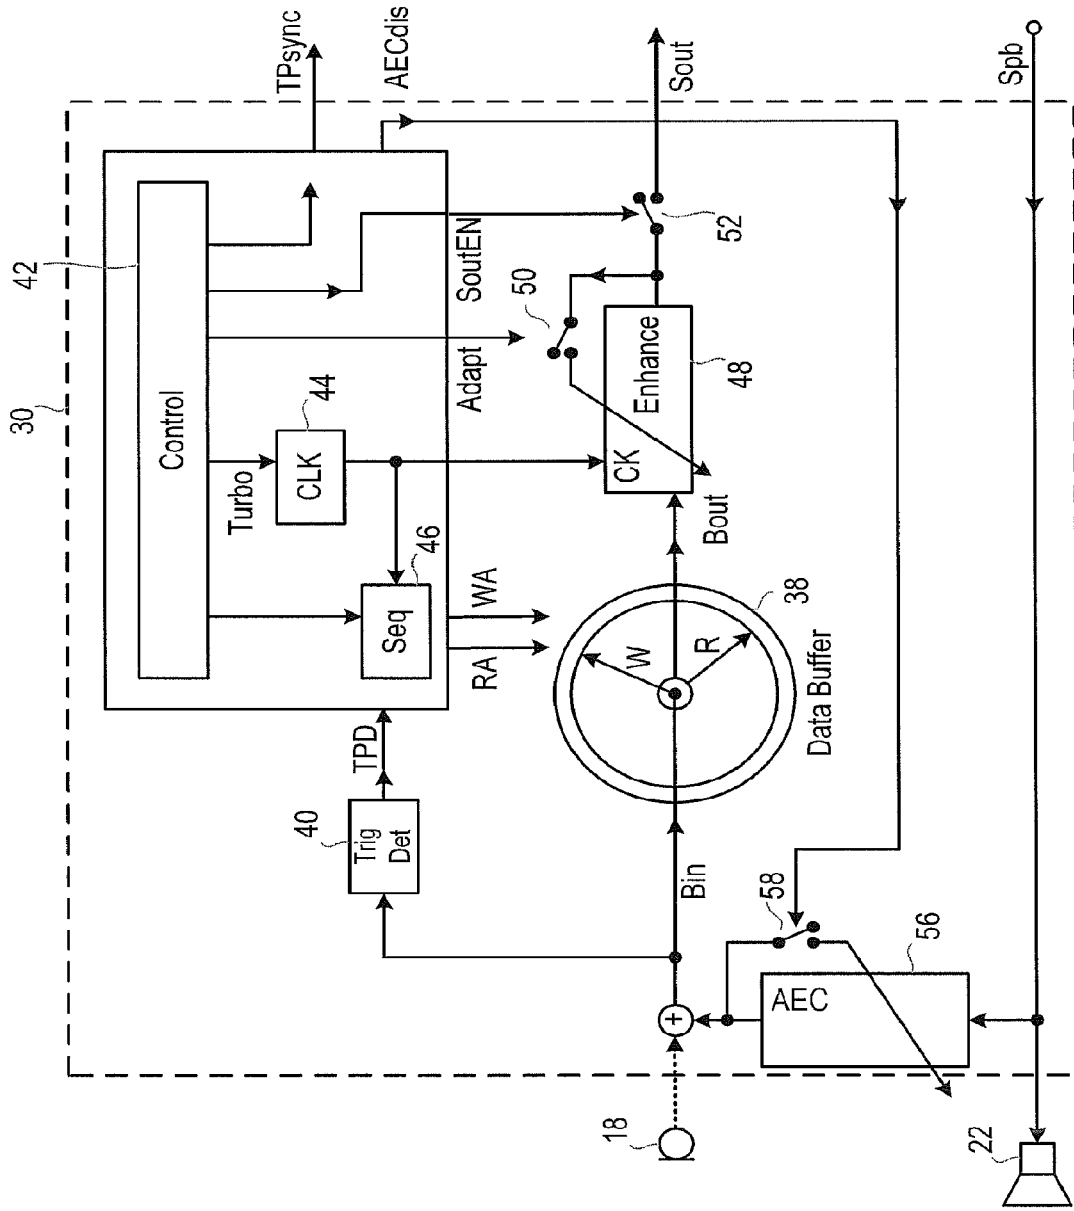 30
42
Control
TPsync
AECdis
Turbo
44
CLK
46
Seq
RA
WA
Adapt
SoutEN
TPD
40
Trig
Det
50
52
Sout
Enhance
CK
48
Bout
38
W
R
Data Buffer
Bin
58
56
AEC
+
18
22
Spb